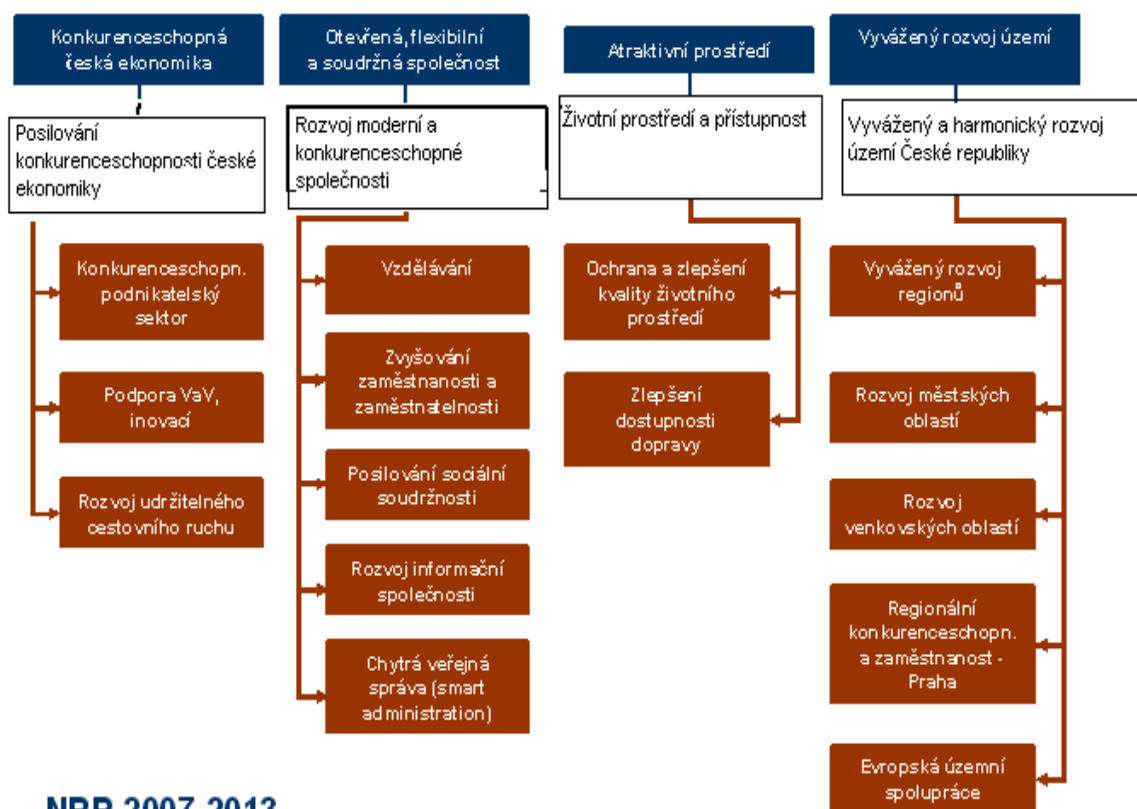 Konkurenceschopná
česká ekonomika
Posilování
konkurenceschopnosti české
ekonomiky
Konkurenceschopn.
podnikatelský
sektor
Podpora VaV,
inovací
Rozvoj udržitelného
cestovního ruchu
Otevřená, flexibilní
a soudržná společnost
Rozvoj moderní a
konkurenceschopné
společnosti
Vzdělávání
Zvyšování
zaměstnanosti a
zaměstnatelnosti
Posilování sociální
soudržnosti
Rozvoj informační
společnosti
Chytrá veřejná
správa (smart
administration)
Atraktivní prostředí
Životní prostředí a přístupnost
Ochrana a zlepšení
kvality životního
prostředí
Zlepšení
dostupnosti
dopravy
Vyvážený rozvoj území
Vyvážený a harmonický rozvoj
území České republiky
Vyvážený rozvoj
regionů
Rozvoj městských
oblastí
Rozvoj
venkovských oblastí
Regionální
konkurenceschopn.
a zaměstnanost -
Praha
Evropská územní
spolupráce
2007-2013